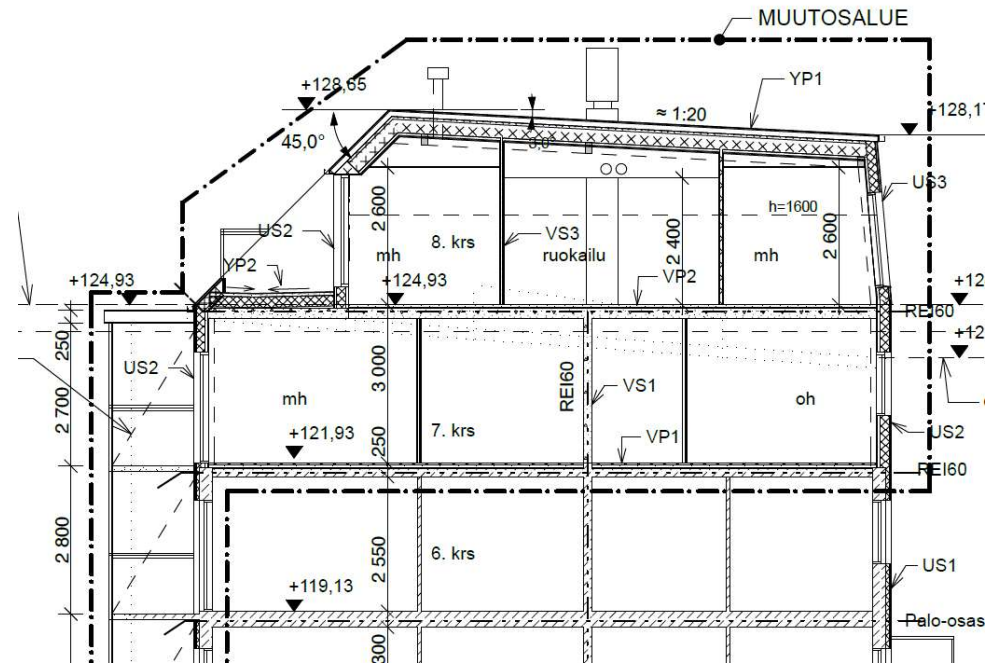 MUUTOSALUE
+128,65
YP1
≈ 1:20
+128,17
45,0°
US3
h=1600
2 600
2 400
2 600
US2
VS3
mh
8. krs
ruokailu
mh
YP2
VP2
+124,93
+124,93
+12
REI60
+12
250
US2
3 000
REI60
VS1
mh
oh
2 700
+121,93
7. krs
250
VP1
US2
REI60
2 800
2 550
6. krs
US1
+119,13
Palo-osas
300